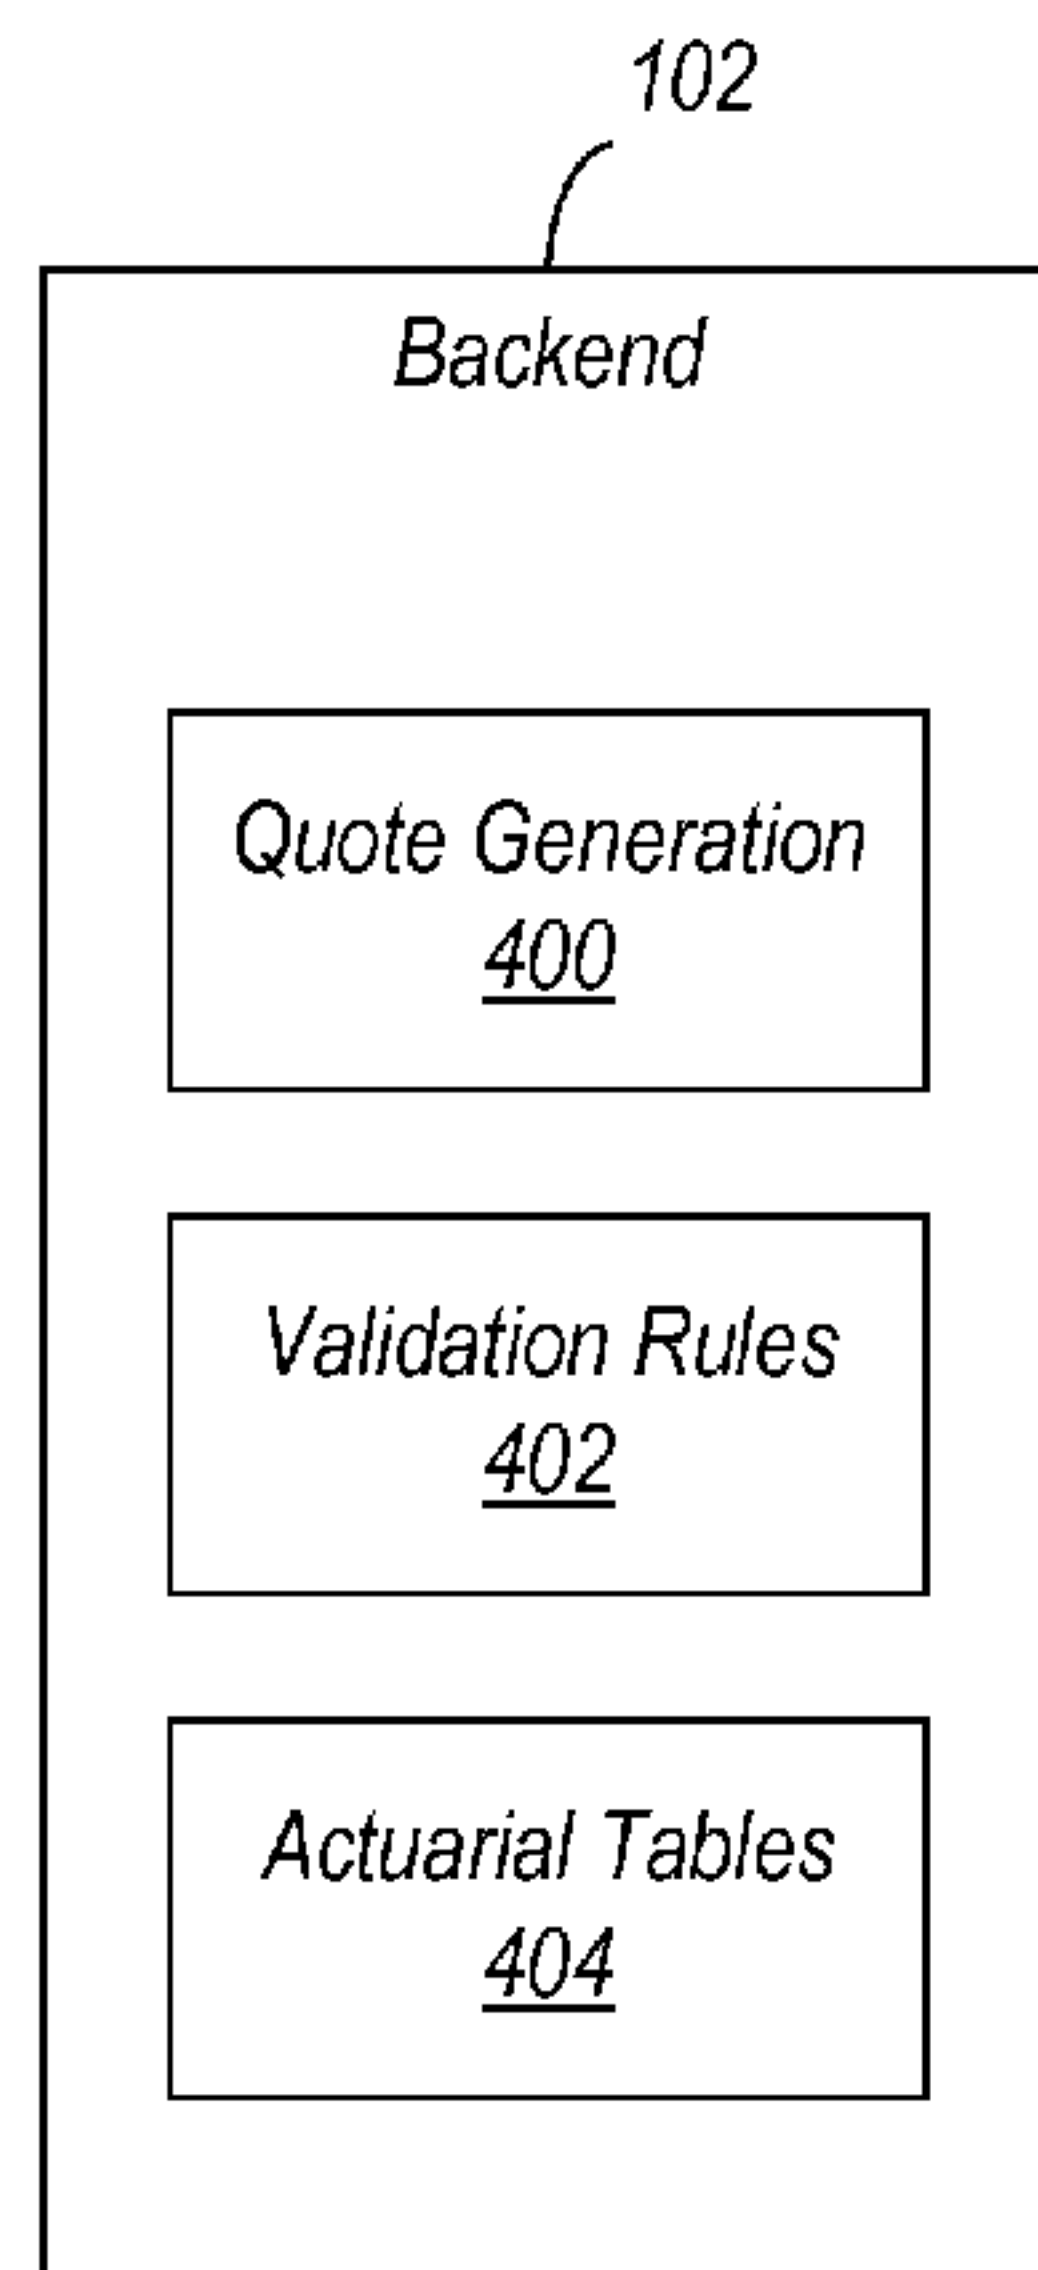 102
Backend
Quote Generation
400
Validation Rules
402
Actuarial Tables
404